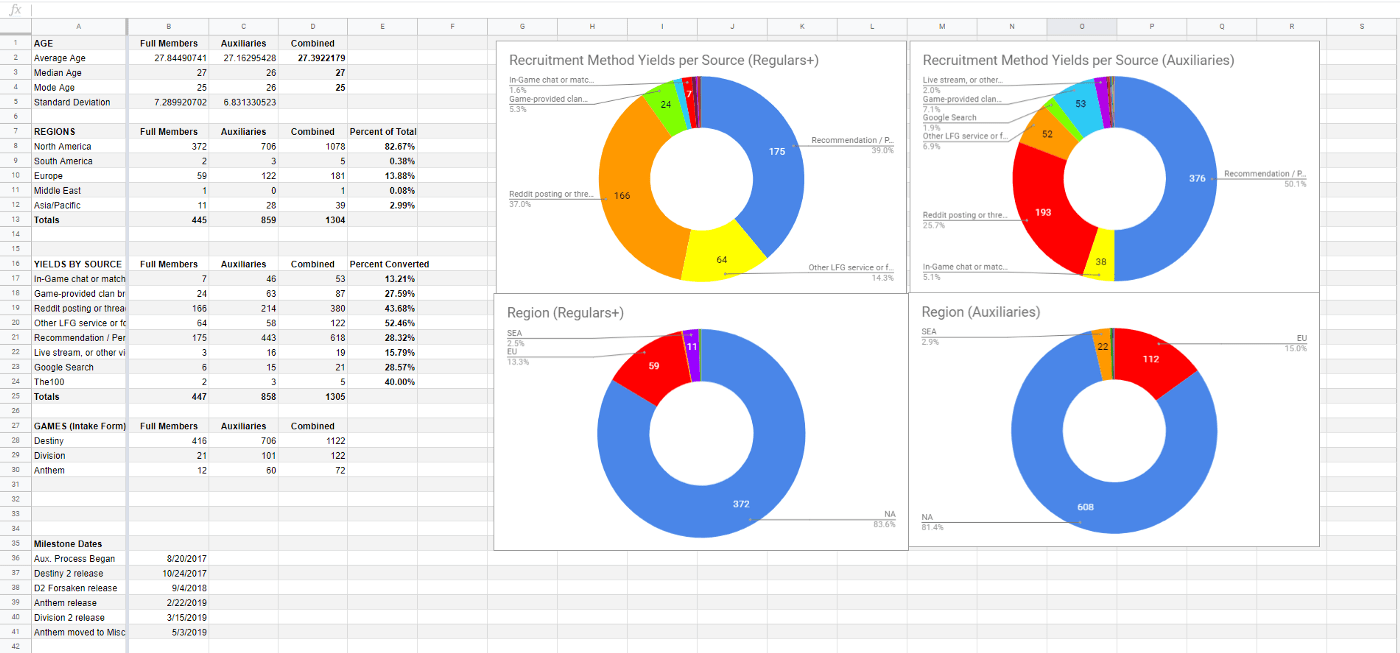 fx
A B C D E F G H I J K L M N O P Q R S
1 AGE Full Members Auxiliaries Combined
2 Average Age 27.84490741 27.16295428 27.3922179
3 Median Age 27 26 27
4 Mode Age 25 26 25
5 Standard Deviation 7.289920702 6.831330523
6
7 REGIONS Full Members Auxiliaries Combined Percent of Total
8 North America 372 706 1078 82.67%
9 South America 2 3 5 0.38%
10 Europe 59 122 181 13.88%
11 Middle East 1 0 1 0.08%
12 Asia/Pacific 11 28 39 2.99%
13 Totals 445 859 1304
14
15
16 YIELDS BY SOURCE Full Members Auxiliaries Combined Percent Converted
17 In-Game chat or match 7 46 53 13.21%
18 Game-provided clan br 24 63 87 27.59%
19 Reddit posting or threa 166 214 380 43.68%
20 Other LFG service or fo 64 58 122 52.46%
21 Recommendation / Per 175 443 618 28.32%
22 Live stream, or other vi 3 16 19 15.79%
23 Google Search 6 15 21 28.57%
24 The100 2 3 5 40.00%
25 Totals 447 858 1305
26
27 GAMES (Intake Form) Full Members Auxiliaries Combined
28 Destiny 416 706 1122
29 Division 21 101 122
30 Anthem 12 60 72
31
32
33
34
35 Milestone Dates
36 Aux. Process Began 8/20/2017
37 Destiny 2 release 10/24/2017
38 D2 Forsaken release 9/4/2018
39 Anthem release 2/22/2019
40 Division 2 release 3/15/2019
41 Anthem moved to Misc 5/3/2019
42
Recruitment Method Yields per Source (Regulars+)
In-Game chat or matc...
1.6%
Game-provided clan...
5.3%
7
24
175
Recommendation / P...
39.0%
Reddit posting or thre...
37.0%
166
64
Other LFG service or f...
14.3%
Recruitment Method Yields per Source (Auxiliaries)
Live stream, or other...
2.0%
Game-provided clan...
7.1%
Google Search
1.9%
Other LFG service or f...
6.9%
53
52
376
Recommendation / P...
50.1%
Reddit posting or thre...
25.7%
193
In-Game chat or matc...
5.1%
38
Region (Regulars+)
SEA
2.5%
EU
13.3%
11
59
372
NA
83.6%
Region (Auxiliaries)
SEA
2.9%
22
112
EU
15.0%
608
NA
81.4%